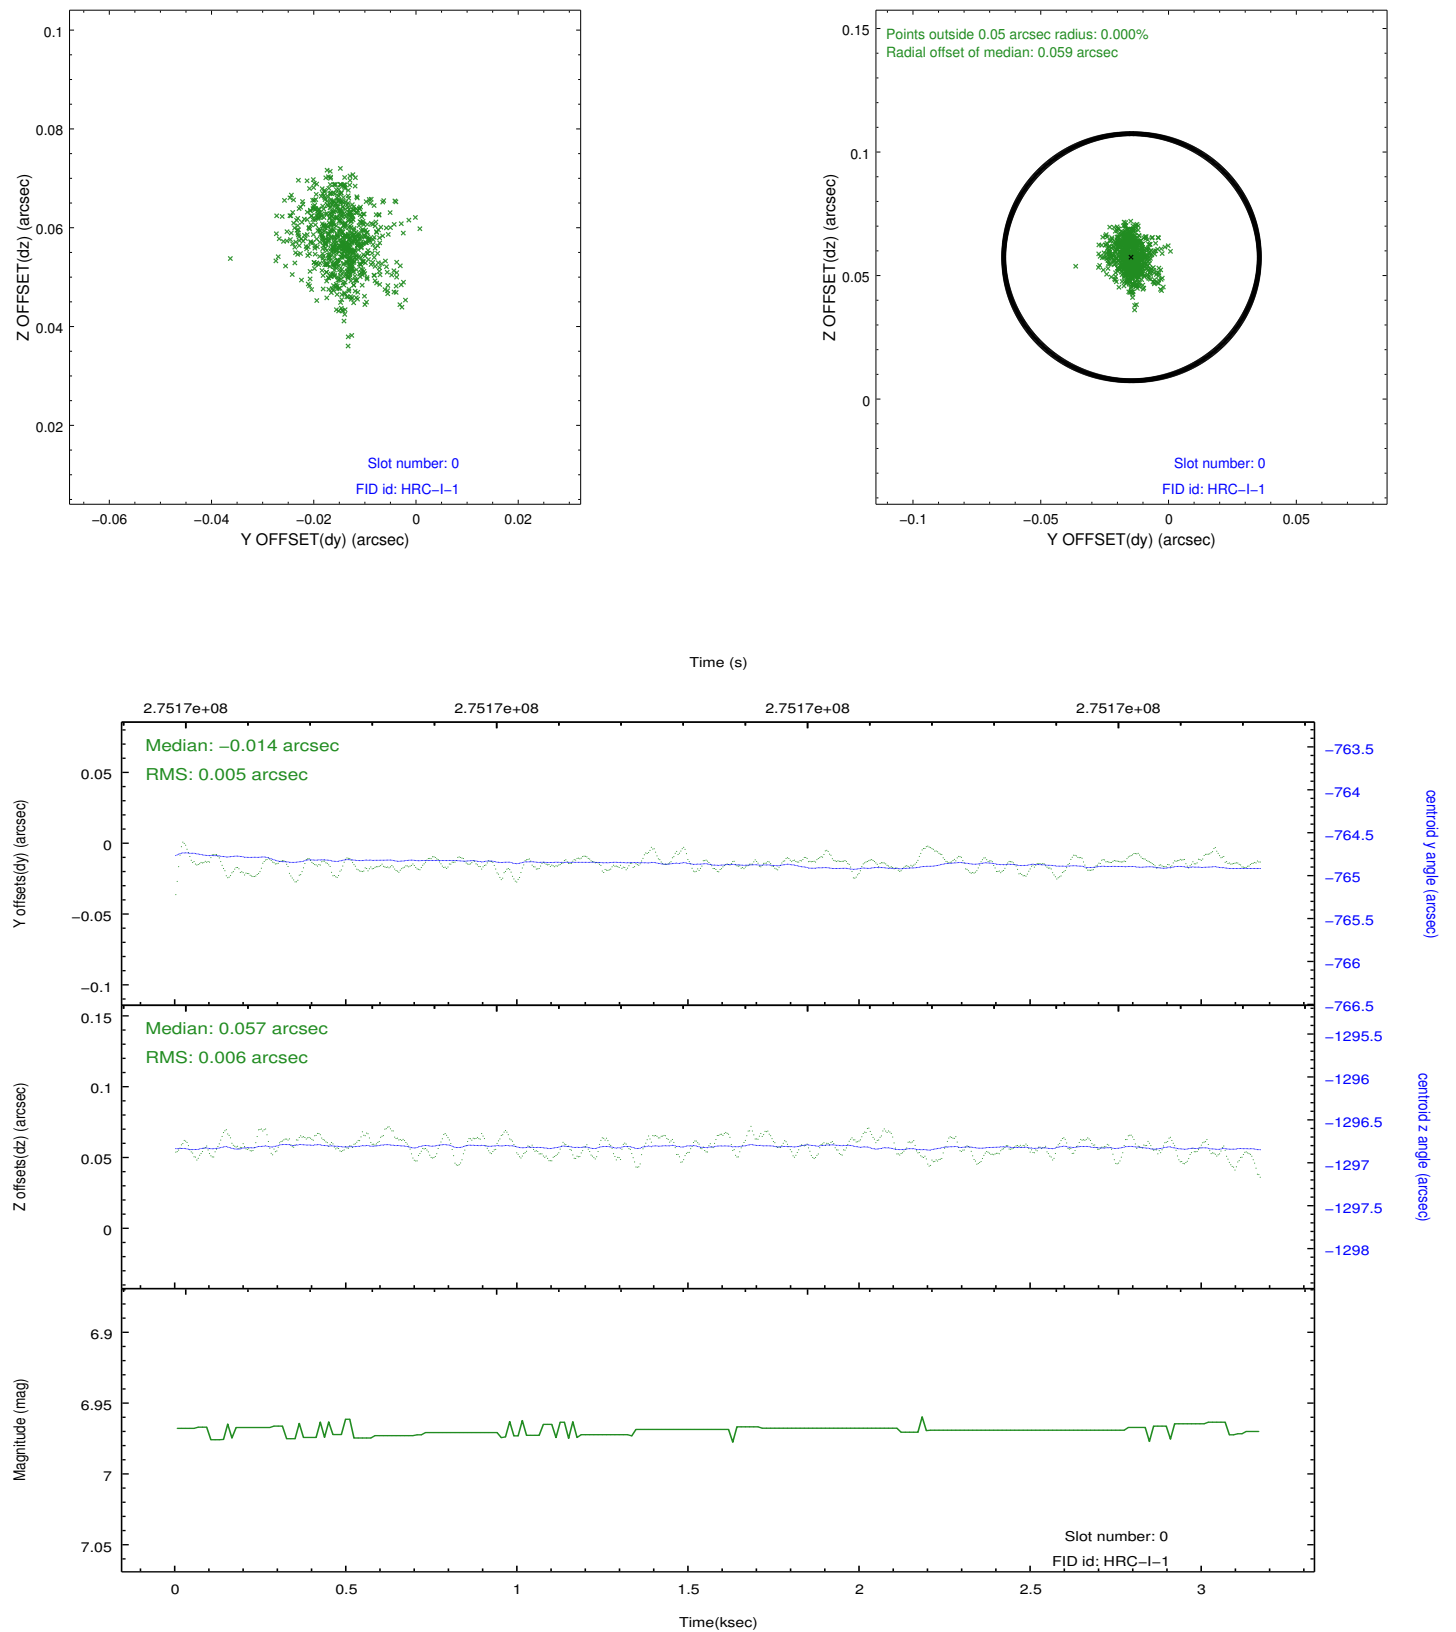 0.1
0.08
0.06
0.04
0.02
Z OFFSET(dz) (arcsec)
Slot number: 0
FID id: HRC−I−1
−0.06
−0.04
−0.02
0
0.02
Y OFFSET(dy) (arcsec)
Points outside 0.05 arcsec radius: 0.000%
Radial offset of median: 0.059 arcsec
0.15
0.1
0.05
0
Z OFFSET(dz) (arcsec)
Slot number: 0
FID id: HRC−I−1
−0.1
−0.05
0
0.05
Y OFFSET(dy) (arcsec)
Time (s)
2.7517e+08
2.7517e+08
2.7517e+08
2.7517e+08
Median: −0.014 arcsec
RMS: 0.005 arcsec
0.05
0
−0.05
−0.1
Y offsets(dy) (arcsec)
−763.5
−764
−764.5
−765
−765.5
−766
−766.5
centroid y angle (arcsec)
Median: 0.057 arcsec
RMS: 0.006 arcsec
0.15
0.1
0.05
0
Z offsets(dz) (arcsec)
−1295.5
−1296
−1296.5
−1297
−1297.5
−1298
centroid z angle (arcsec)
6.9
6.95
7
7.05
Magnitude (mag)
Slot number: 0
FID id: HRC−I−1
0
0.5
1
1.5
2
2.5
3
Time(ksec)